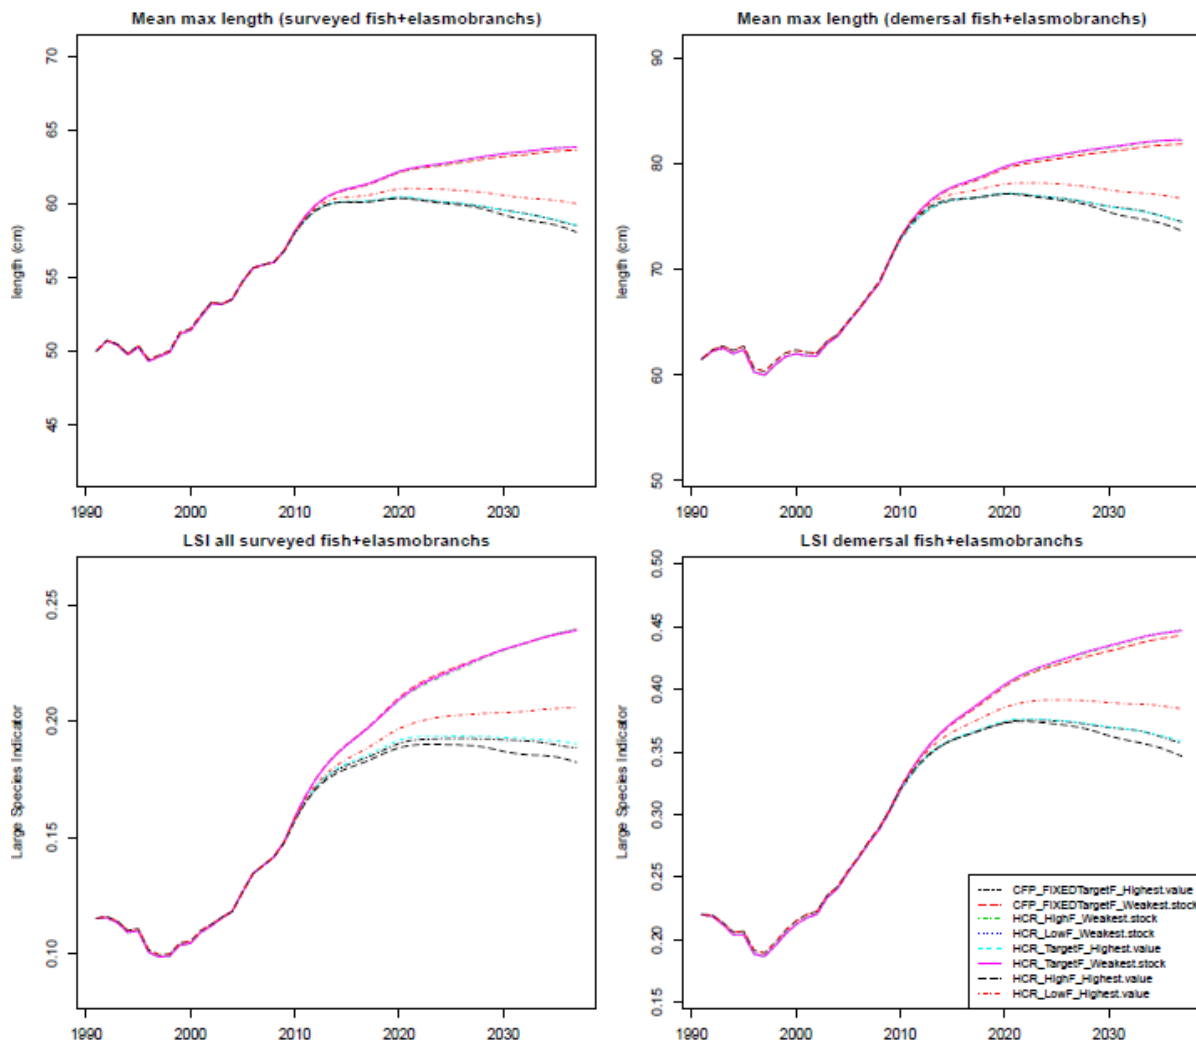 Mean max length (surveyed fish+elasmobranchs)
length (cm)
70
65
60
55
50
45
1990 2000 2010 2020 2030
Mean max length (demersal fish+elasmobranchs)
length (cm)
90
80
70
60
50
1990 2000 2010 2020 2030
LSI all surveyed fish+elasmobranchs
Large Species Indicator
0.25
0.20
0.15
0.10
1990 2000 2010 2020 2030
LSI demersal fish+elasmobranchs
Large Species Indicator
0.50
0.45
0.40
0.35
0.30
0.25
0.20
0.15
1990 2000 2010 2020 2030
CFP_FIXEDTargetF_Highest.value
CFP_FIXEDTargetF_Weakest.stock
HCR_HighF_Weakest.stock
HCR_LowF_Weakest.stock
HCR_TargetF_Highest.value
HCR_TargetF_Weakest.stock
HCR_HighF_Highest.value
HCR_LowF_Highest.value